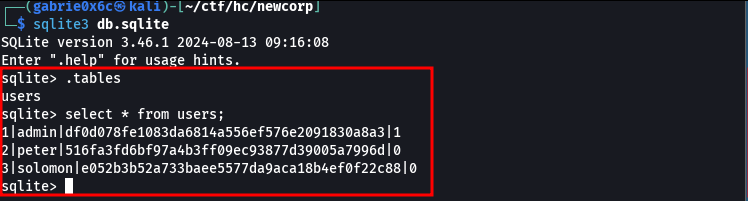 (gabrie0x6c㉿kali)-[~/ctf/hc/newcorp]
$ sqlite3 db.sqlite
SQLite version 3.46.1 2024-08-13 09:16:08
Enter ".help" for usage hints.
sqlite> .tables
users
sqlite> select * from users;
1|admin|df0d078fe1083da6814a556ef576e2091830a8a3|1
2|peter|516fa3fd6bf97a4b3ff09ec93877d39005a7996d|0
3|solomon|e052b3b52a733baee5577da9aca18b4ef0f22c88|0
sqlite>